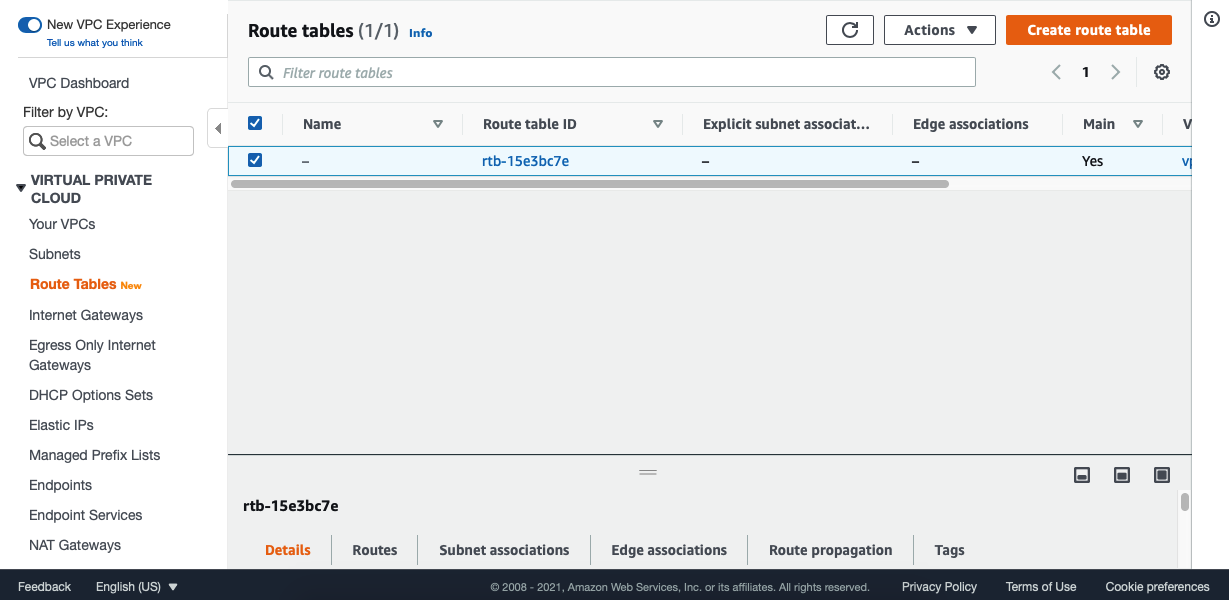 New VPC Experience
Tell us what you think
VPC Dashboard
Filter by VPC:
Select a VPC
VIRTUAL PRIVATE
CLOUD
Your VPCs
Subnets
Route Tables New
Internet Gateways
Egress Only Internet
Gateways
DHCP Options Sets
Elastic IPs
Managed Prefix Lists
Endpoints
Endpoint Services
NAT Gateways
Route tables (1/1) Info
Actions
Create route table
Filter route tables
1
Name Route table ID Explicit subnet associat... Edge associations Main V
– rtb-15e3bc7e – – Yes vp
rtb-15e3bc7e
Details Routes Subnet associations Edge associations Route propagation Tags
Feedback English (US) © 2008 - 2021, Amazon Web Services, Inc. or its affiliates. All rights reserved. Privacy Policy Terms of Use Cookie preferences